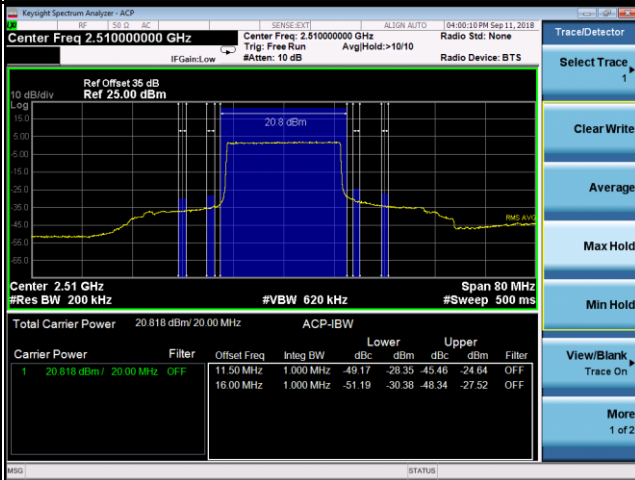 Keysight Spectrum Analyzer - ACP
RF 50 Ω AC SENSE:EXT ALIGN AUTO 04:00:10 PM Sep 11, 2018
Center Freq 2.510000000 GHz
Center Freq: 2.510000000 GHz
Radio Std: None
Trig: Free Run Avg|Hold:>10/10
IFGain:Low #Atten: 10 dB Radio Device: BTS
Ref Offset 35 dB
10 dB/div Ref 25.00 dBm
Log
15.0
5.00
-5.00
-15.0
-25.0
-35.0
-45.0
-55.0
-65.0
20.8 dBm
RMS AVG
Center 2.51 GHz Span 80 MHz
#Res BW 200 kHz #VBW 620 kHz #Sweep 500 ms
Total Carrier Power 20.818 dBm/ 20.00 MHz ACP-IBW
Lower Upper
Carrier Power Filter Offset Freq Integ BW dBc dBm dBc dBm Filter
1 20.818 dBm / 20.00 MHz OFF 11.50 MHz 1.000 MHz -49.17 -28.35 -45.46 -24.64 OFF
16.00 MHz 1.000 MHz -51.19 -30.38 -48.34 -27.52 OFF
MSG STATUS
Trace/Detector
Select Trace
1
Clear Write
Average
Max Hold
Min Hold
View/Blank
Trace On
More
1 of 2